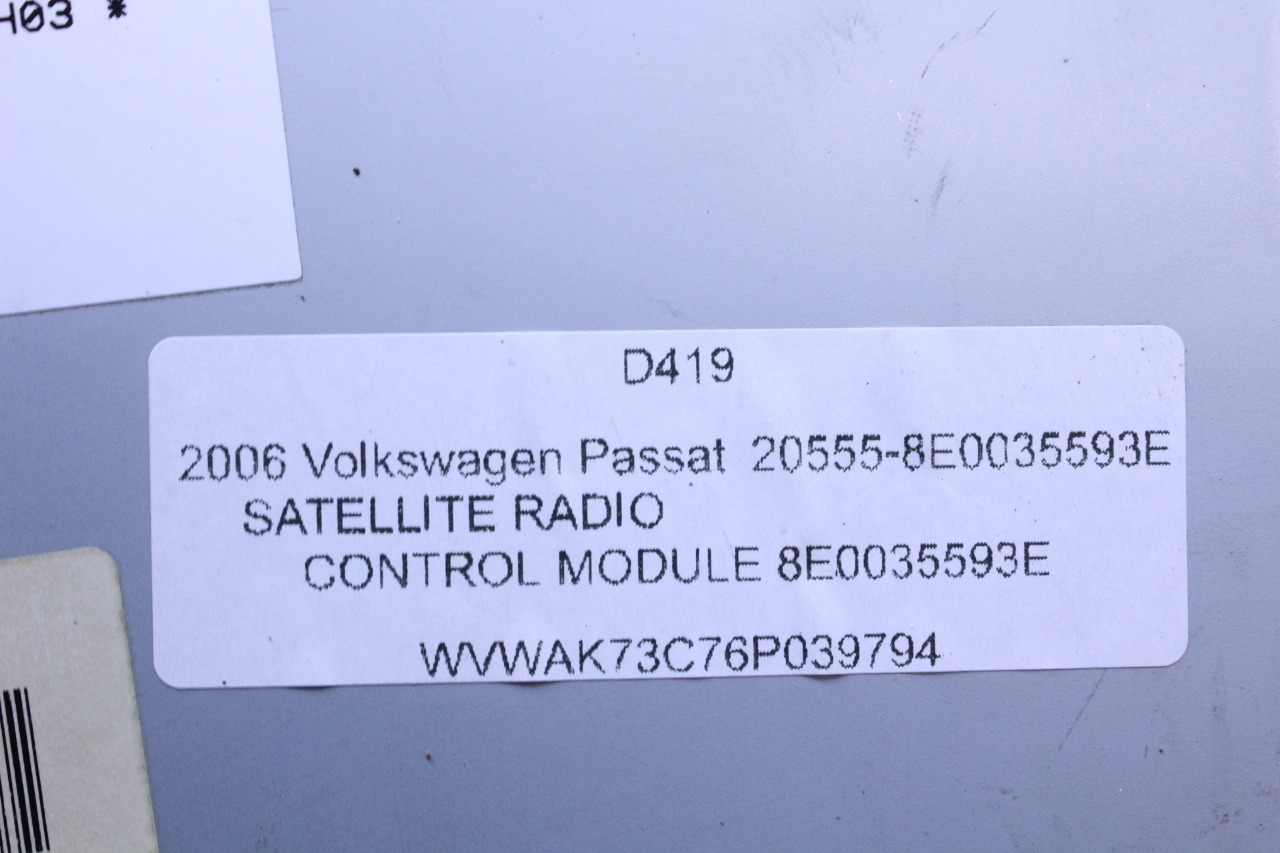 H03 *
D419
2006 Volkswagen Passat 20555-8E0035593E
SATELLITE RADIO
CONTROL MODULE 8E0035593E
WVWAK73C76P039794